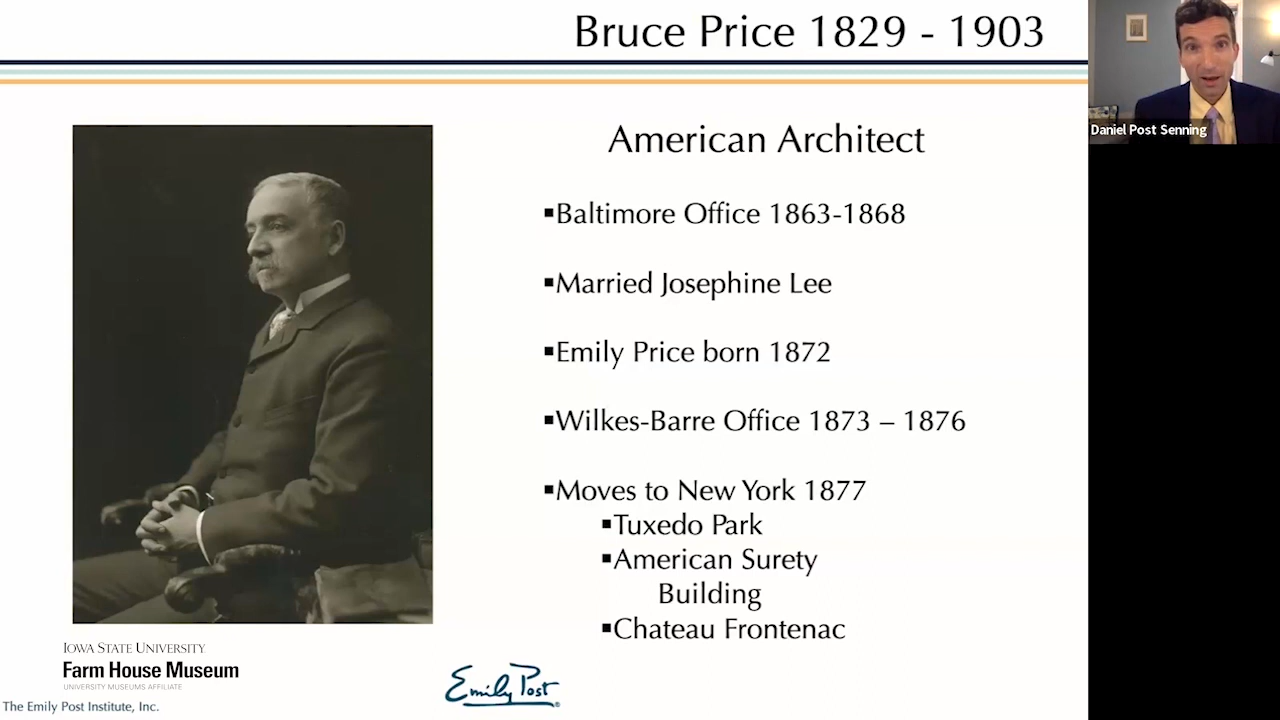 Bruce Price 1829 - 1903
Daniel Post Senning
American Architect
▪Baltimore Office 1863-1868
▪Married Josephine Lee
▪Emily Price born 1872
▪Wilkes-Barre Office 1873 – 1876
▪Moves to New York 1877
▪Tuxedo Park
▪American Surety
Building
▪Chateau Frontenac
IOWA STATE UNIVERSITY
Farm House Museum
UNIVERSITY MUSEUMS AFFILIATE
Emily Post®
The Emily Post Institute, Inc.